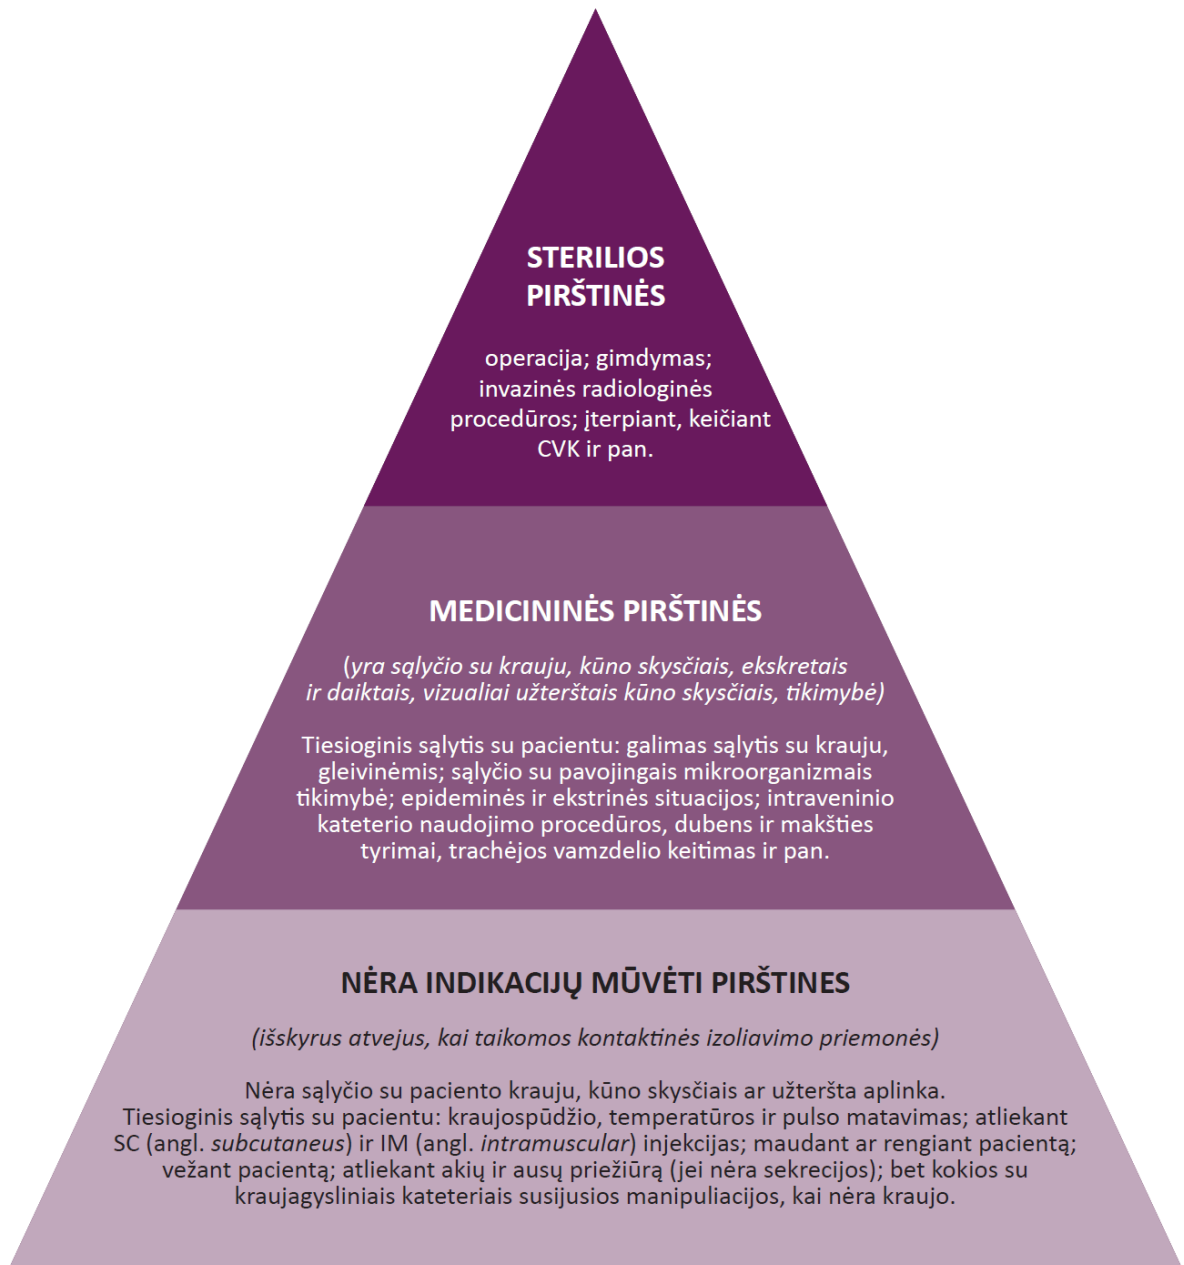 STERILIOS
PIRŠTINĖS
operacija; gimdymas;
invazinės radiologinės
procedūros; įterpiant, keičiant
CVK ir pan.
MEDICININĖS PIRŠTINĖS
(yra sąlyčio su krauju, kūno skysčiais, ekskretais
ir daiktais, vizualiai užterštais kūno skysčiais, tikimybė)
Tiesioginis sąlytis su pacientu: galimas sąlytis su krauju,
gleivinėmis; sąlyčio su pavojingais mikroorganizmais
tikimybė; epideminės ir ekstrinės situacijos; intraveninio
kateterio naudojimo procedūros, dubens ir makšties
tyrimai, trachėjos vamzdelio keitimas ir pan.
NĖRA INDIKACIJŲ MŪVĖTI PIRŠTINES
(išskyrus atvejus, kai taikomos kontaktinės izoliavimo priemonės)
Nėra sąlyčio su paciento krauju, kūno skysčiais ar užteršta aplinka.
Tiesioginis sąlytis su pacientu: kraujospūdžio, temperatūros ir pulso matavimas; atliekant
SC (angl. subcutaneus) ir IM (angl. intramuscular) injekcijas; maudant ar rengiant pacientą;
vežant pacientą; atliekant akių ir ausų priežiūrą (jei nėra sekrecijos); bet kokios su
kraujagysliniais kateteriais susijusios manipuliacijos, kai nėra kraujo.